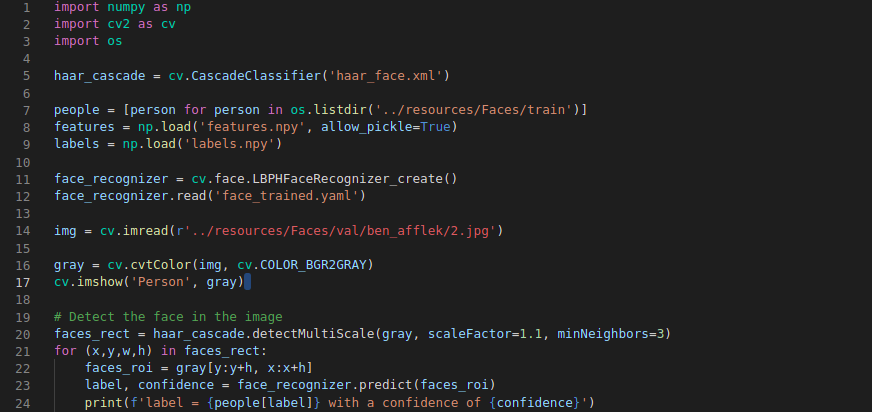 1 import numpy as np
2 import cv2 as cv
3 import os
4
5 haar_cascade = cv.CascadeClassifier('haar_face.xml')
6
7 people = [person for person in os.listdir('../resources/Faces/train')]
8 features = np.load('features.npy', allow_pickle=True)
9 labels = np.load('labels.npy')
10
11 face_recognizer = cv.face.LBPHFaceRecognizer_create()
12 face_recognizer.read('face_trained.yaml')
13
14 img = cv.imread(r'../resources/Faces/val/ben_afflek/2.jpg')
15
16 gray = cv.cvtColor(img, cv.COLOR_BGR2GRAY)
17 cv.imshow('Person', gray)
18
19 # Detect the face in the image
20 faces_rect = haar_cascade.detectMultiScale(gray, scaleFactor=1.1, minNeighbors=3)
21 for (x,y,w,h) in faces_rect:
22     faces_roi = gray[y:y+h, x:x+h]
23     label, confidence = face_recognizer.predict(faces_roi)
24     print(f'label = {people[label]} with a confidence of {confidence}')